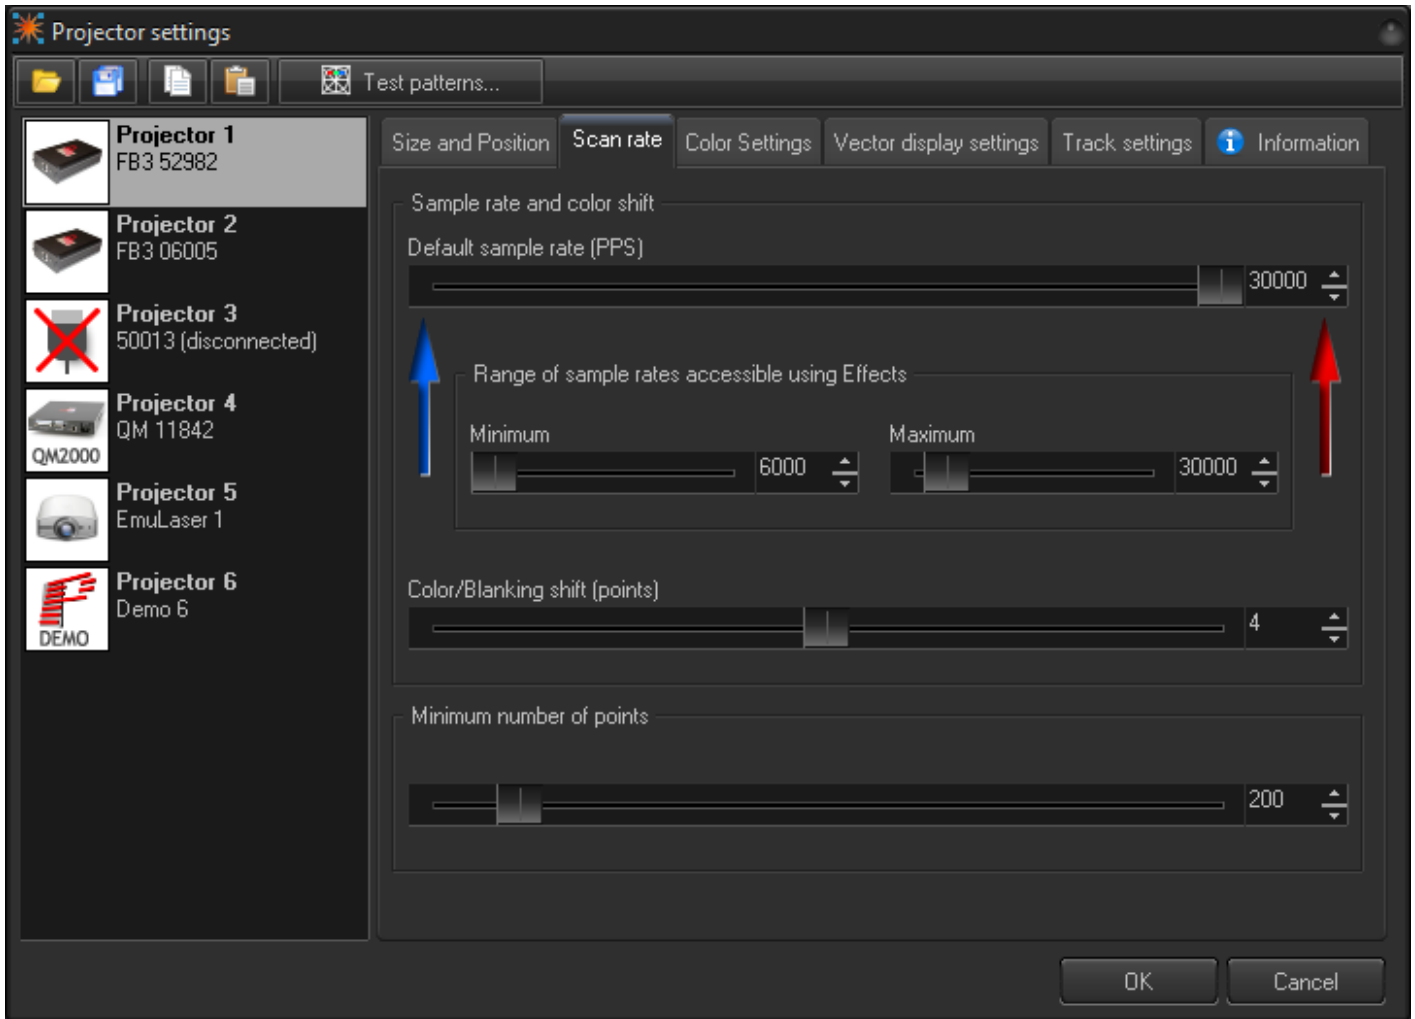 Projector settings
Test patterns...
Projector 1
FB3 52982
Projector 2
FB3 06005
Projector 3
50013 (disconnected)
Projector 4
QM 11842
QM2000
Projector 5
EmuLaser 1
Projector 6
Demo 6
DEMO
Size and Position
Scan rate
Color Settings
Vector display settings
Track settings
Information
Sample rate and color shift
Default sample rate (PPS)
30000
Range of sample rates accessible using Effects
Minimum
Maximum
6000
30000
Color/Blanking shift (points)
4
Minimum number of points
200
OK
Cancel